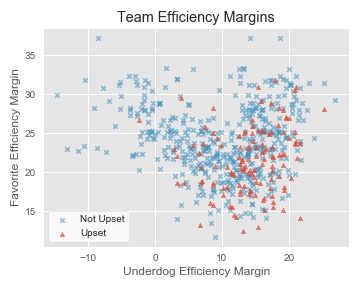 Team Efficiency Margins
Favorite Efficiency Margin
35
30
25
20
15
Not Upset
Upset
−10
0
10
20
Underdog Efficiency Margin